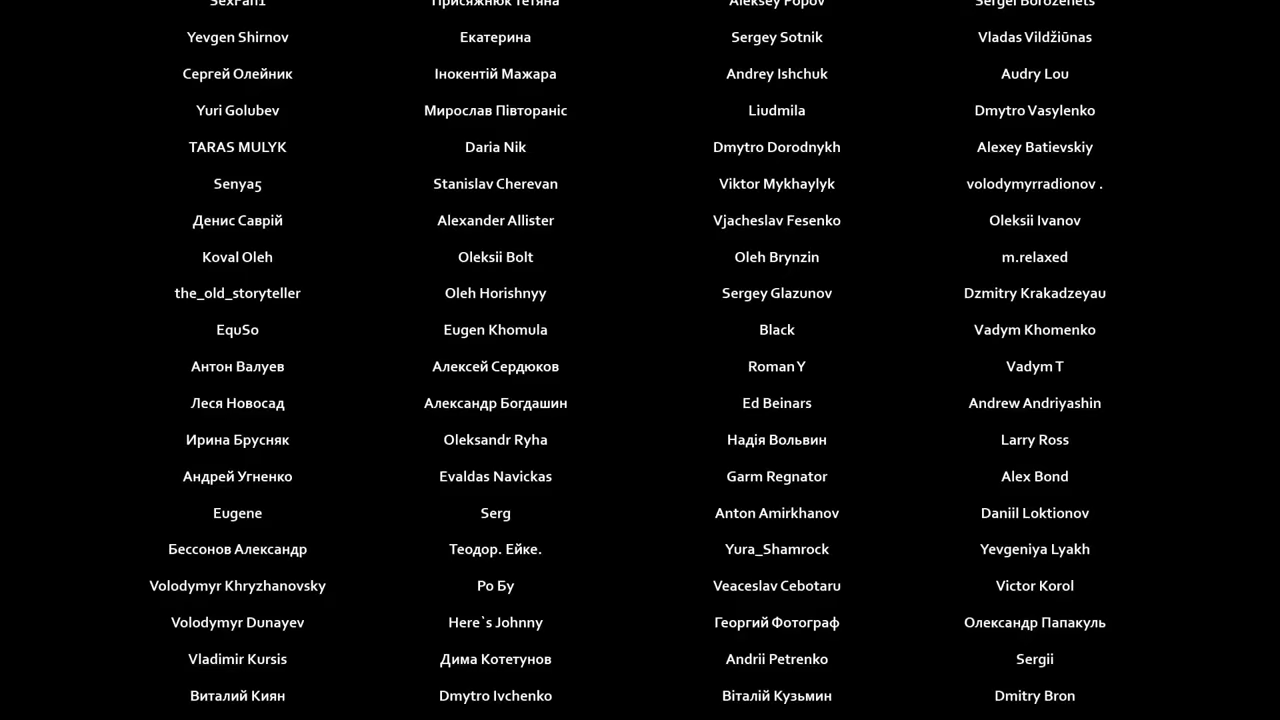 SexFan1 Присяжнюк Тетяна Aleksey Popov Sergei Borozenets
Yevgen Shirnov Екатерина Sergey Sotnik Vladas Vildžiūnas
Сергей Олейник Інокентій Мажара Andrey Ishchuk Audry Lou
Yuri Golubev Мирослав Півтораніс Liudmila Dmytro Vasylenko
TARAS MULYK Daria Nik Dmytro Dorodnykh Alexey Batievskiy
Senya5 Stanislav Cherevan Viktor Mykhaylyk volodymyrradionov .
Денис Саврій Alexander Allister Vjacheslav Fesenko Oleksii Ivanov
Koval Oleh Oleksii Bolt Oleh Brynzin m.relaxed
the_old_storyteller Oleh Horishnyy Sergey Glazunov Dzmitry Krakadzeyau
EquSo Eugen Khomula Black Vadym Khomenko
Антон Валуев Алексей Сердюков Roman Y Vadym T
Леся Новосад Александр Богдашин Ed Beinars Andrew Andriyashin
Ирина Брусняк Oleksandr Ryha Надія Вольвин Larry Ross
Андрей Угненко Evaldas Navickas Garm Regnator Alex Bond
Eugene Serg Anton Amirkhanov Daniil Loktionov
Бессонов Александр Теодор. Ейке. Yura_Shamrock Yevgeniya Lyakh
Volodymyr Khryzhanovsky Ро Бу Veaceslav Cebotaru Victor Korol
Volodymyr Dunayev Here`s Johnny Георгий Фотограф Олександр Папакуль
Vladimir Kursis Дима Котетунов Andrii Petrenko Sergii
Виталий Киян Dmytro Ivchenko Віталій Кузьмин Dmitry Bron